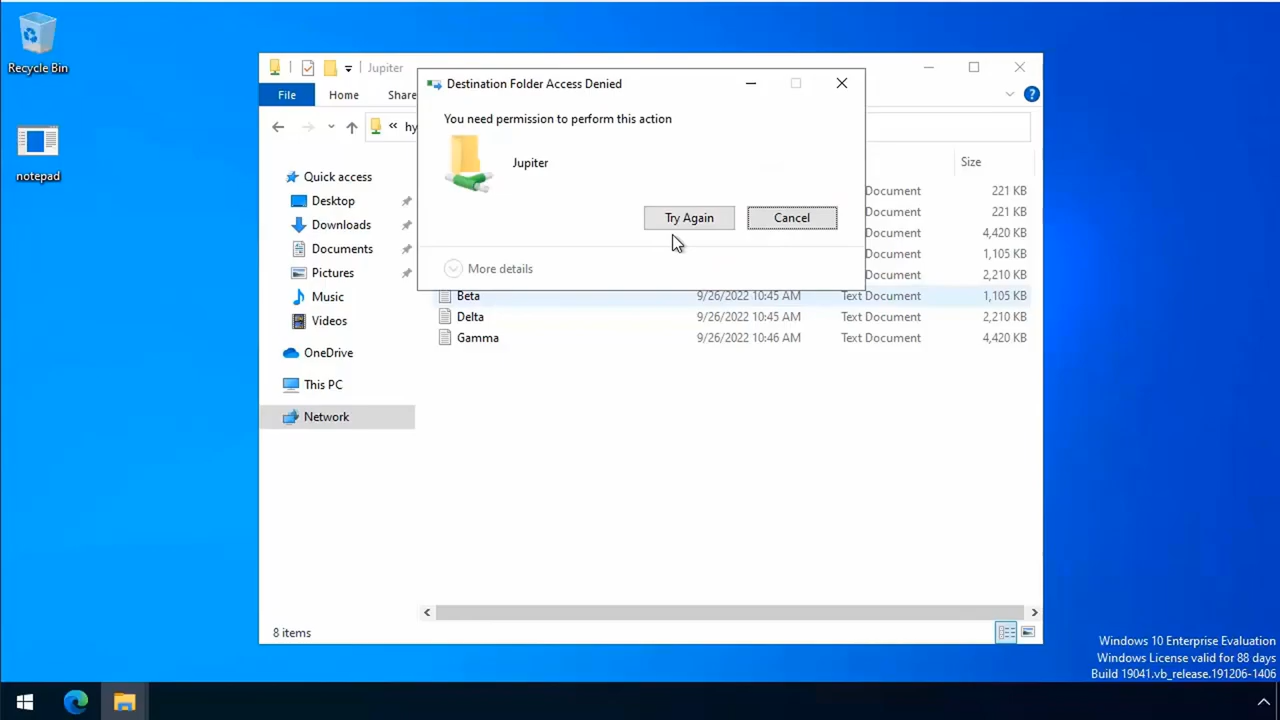 Recycle Bin
notepad
Jupiter
File
Home
Share
« hy
Destination Folder Access Denied
You need permission to perform this action
Jupiter
Try Again
Cancel
More details
Quick access
Desktop
Downloads
Documents
Pictures
Music
Videos
OneDrive
This PC
Network
Size
Document 221 KB
Document 221 KB
Document 4,420 KB
Document 1,105 KB
Document 2,210 KB
Beta 9/26/2022 10:45 AM Text Document 1,105 KB
Delta 9/26/2022 10:45 AM Text Document 2,210 KB
Gamma 9/26/2022 10:46 AM Text Document 4,420 KB
8 items
Windows 10 Enterprise Evaluation
Windows License valid for 88 days
Build 19041.vb_release.191206-1406